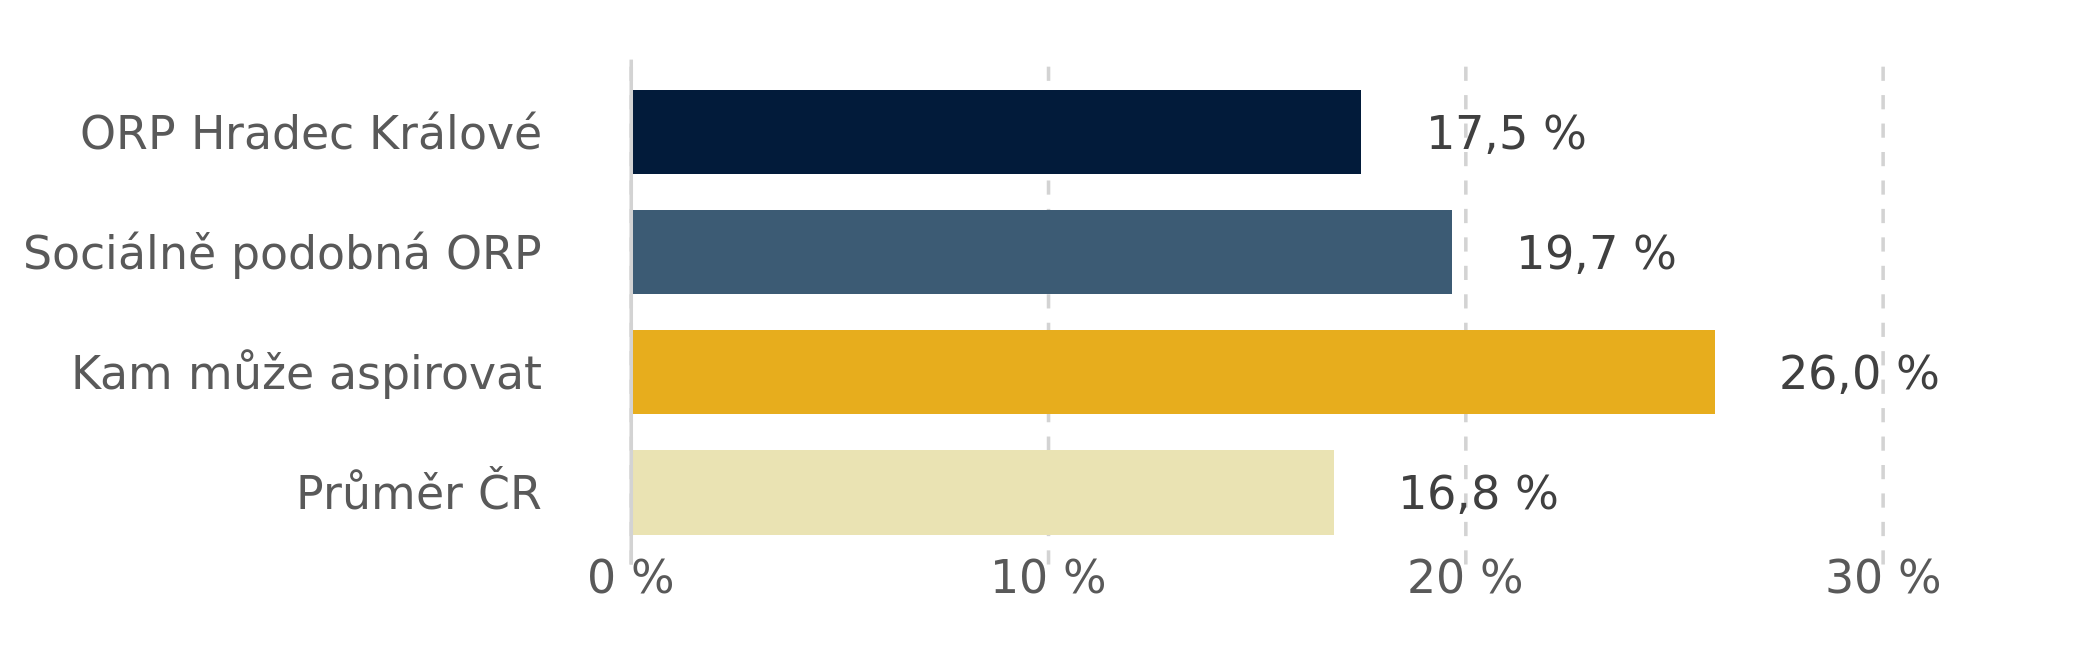 ORP Hradec Králové 17,5 %
Sociálně podobná ORP 19,7 %
Kam může aspirovat 26,0 %
Průměr ČR 16,8 %
0 % 10 % 20 % 30 %